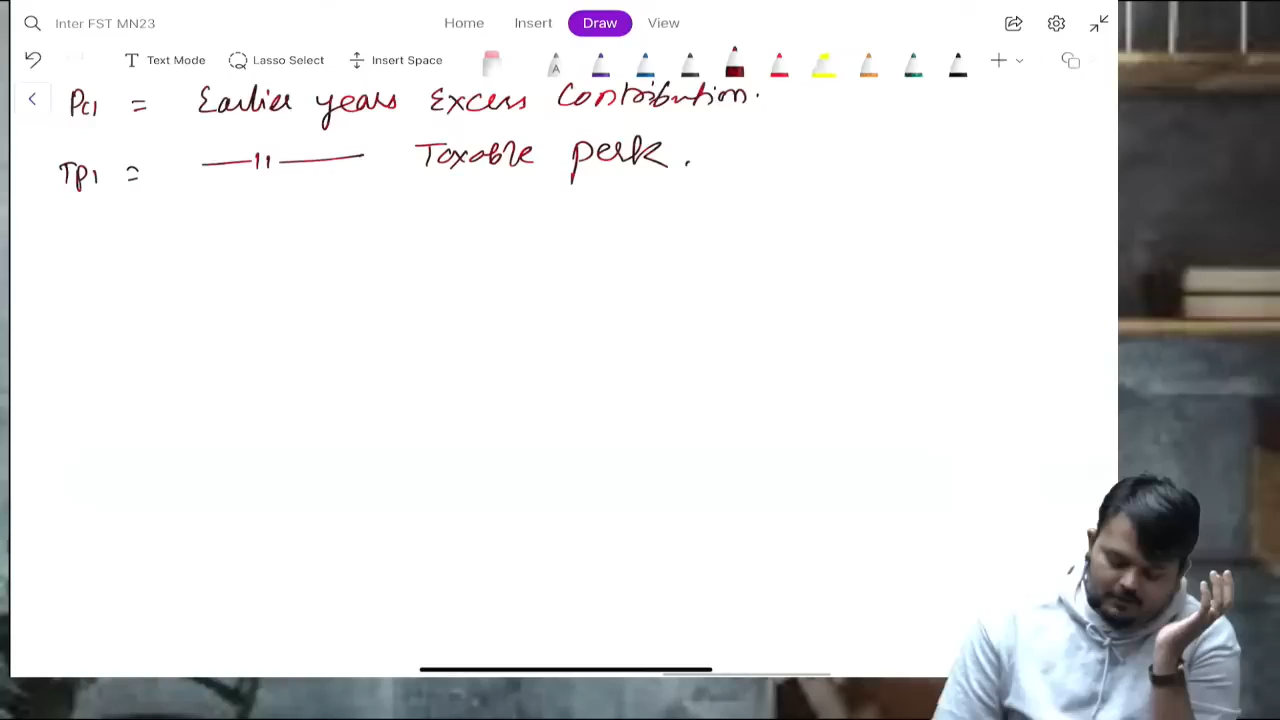 Inter FST MN23
Home Insert Draw View
Text Mode Lasso Select Insert Space
PC1 = Earlier years Excess Contribution.
TP1 = —11— Taxable perk.